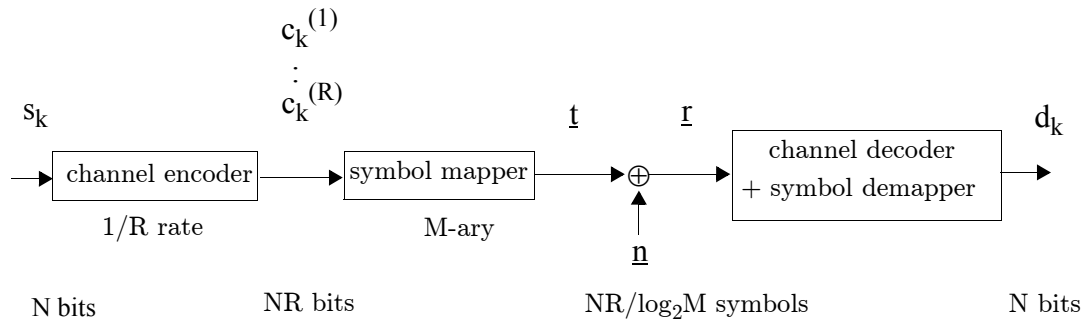 c_k^(1)
:
c_k^(R)
s_k
t
r
d_k
channel encoder
symbol mapper
channel decoder
+ symbol demapper
⊕
1/R rate
M-ary
n
N bits
NR bits
NR/log₂M symbols
N bits